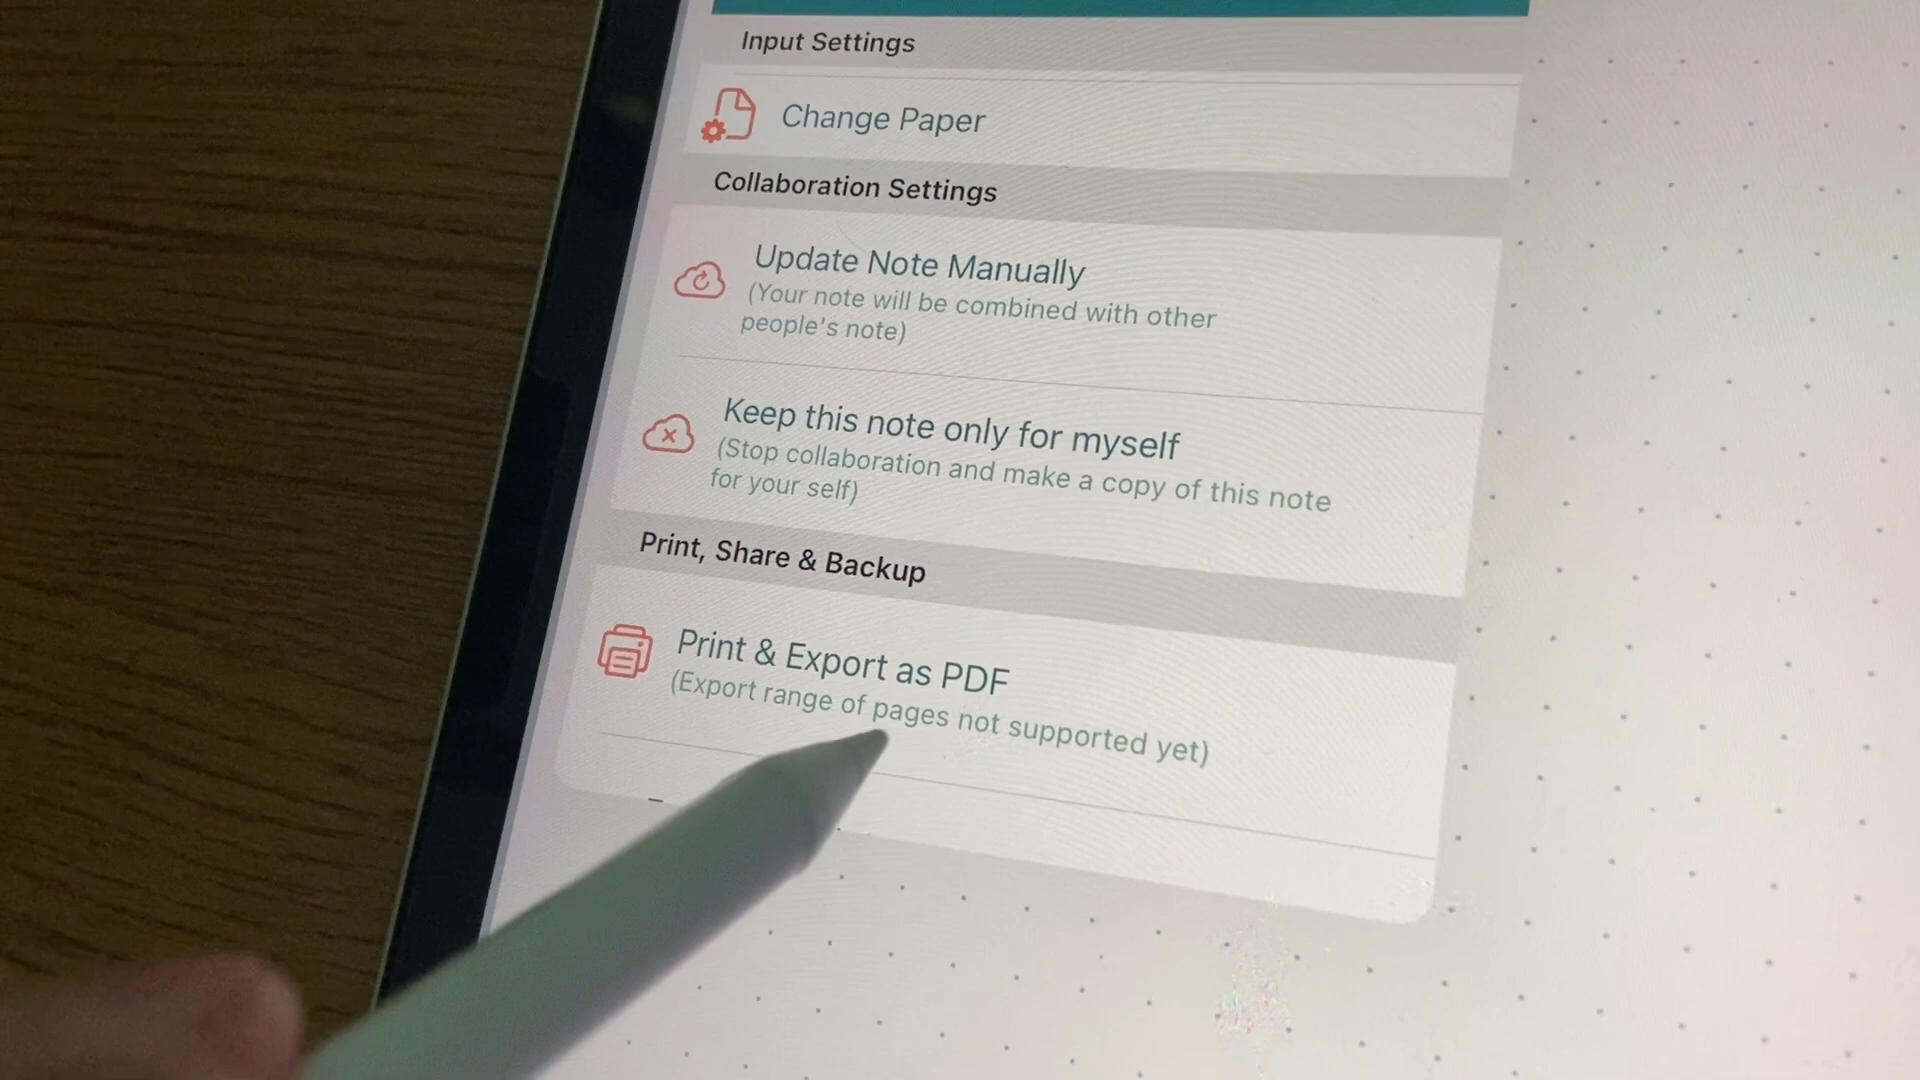 Input Settings
Change Paper
Collaboration Settings
Update Note Manually
(Your note will be combined with other
people's note)
Keep this note only for myself
(Stop collaboration and make a copy of this note
for your self)
Print, Share & Backup
Print & Export as PDF
(Export range of pages not supported yet)